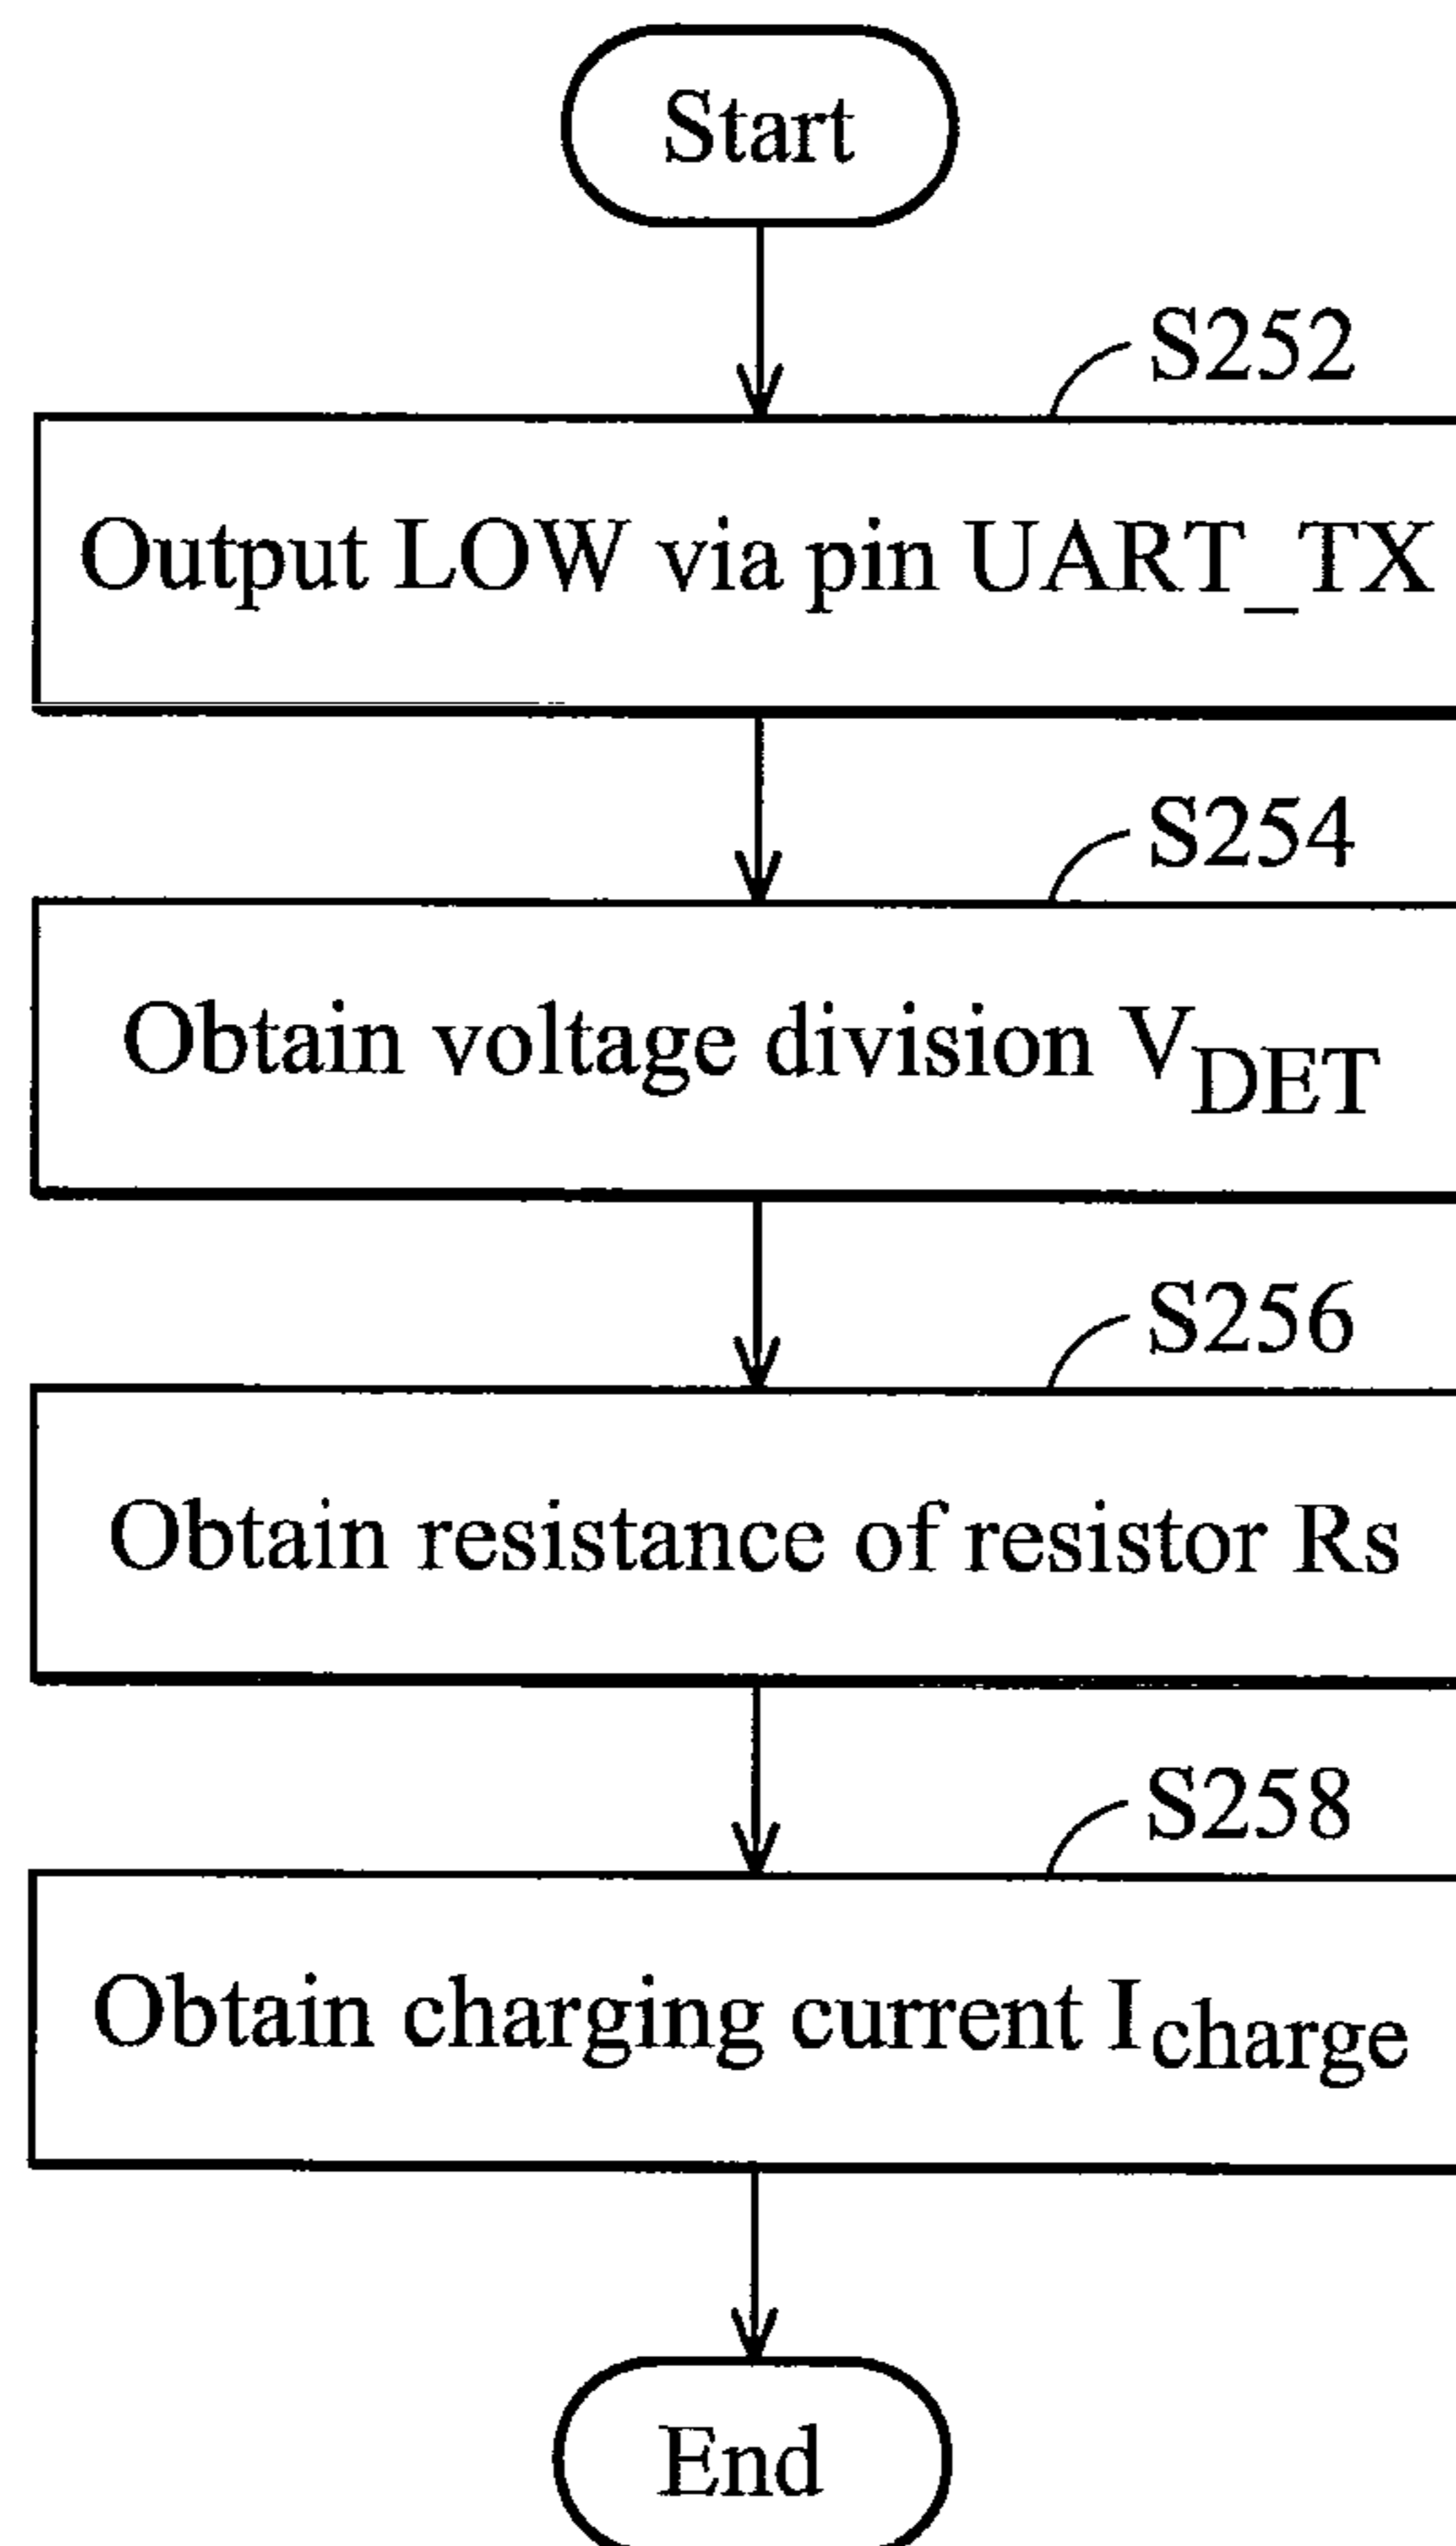 Start
S252
Output LOW via pin UART_TX
S254
Obtain voltage division VDET
S256
Obtain resistance of resistor Rs
S258
Obtain charging current Icharge
End